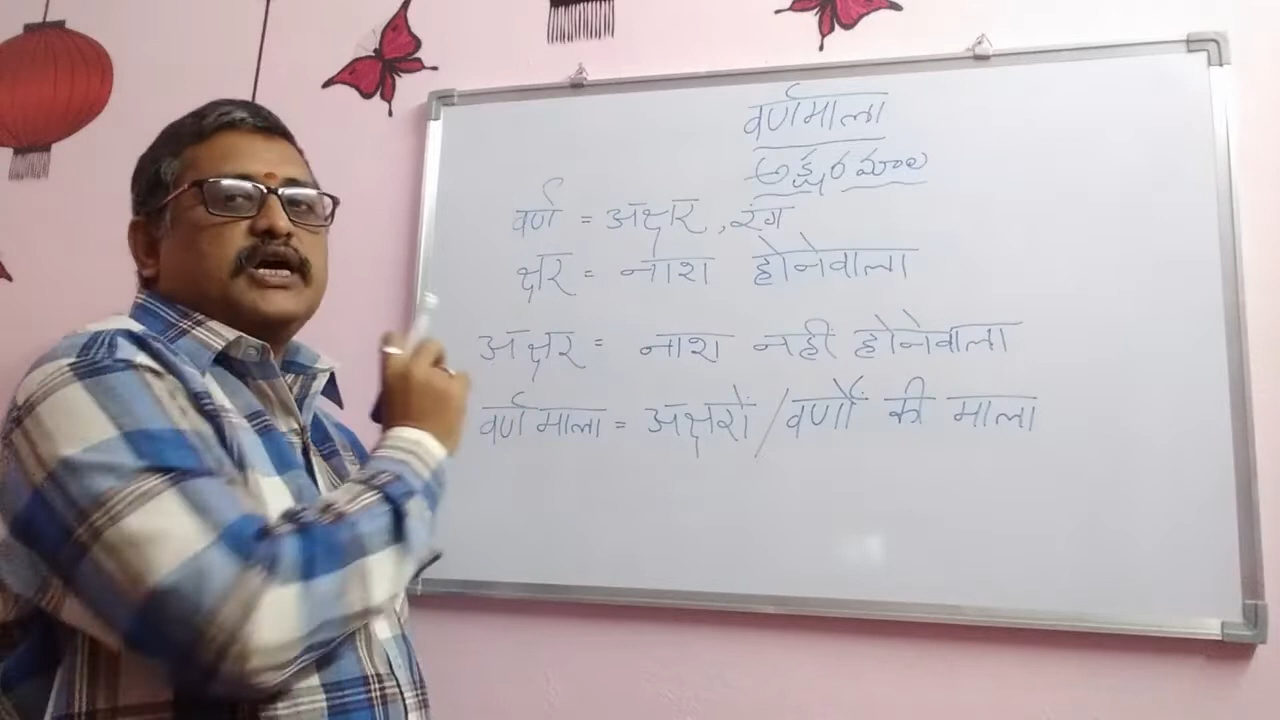 वर्णमाला
అక్షరమాల
वर्ण = अक्षर, रंग
क्षर = नाश होनेवाला
अक्षर = नाश नहीं होनेवाला
वर्णमाला = अक्षरों / वर्णों की माला